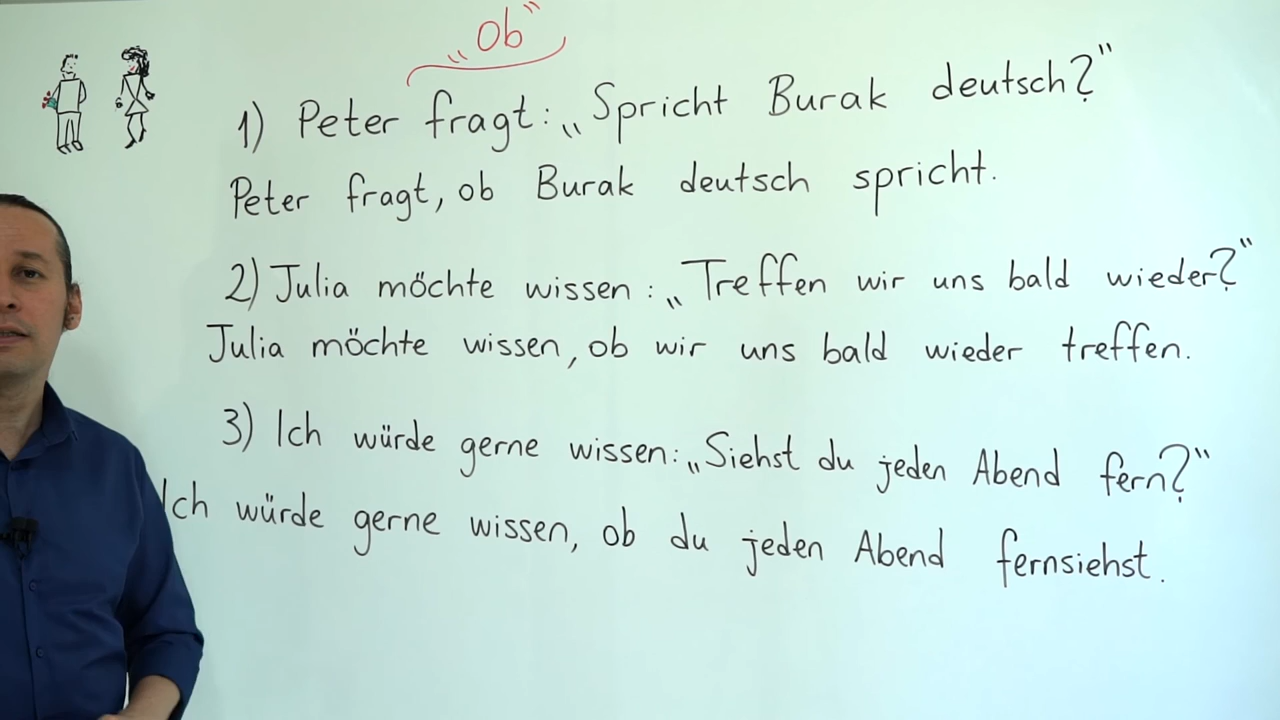 „Ob“
1) Peter fragt: „Spricht Burak deutsch?“
Peter fragt, ob Burak deutsch spricht.
2) Julia möchte wissen: „Treffen wir uns bald wieder?“
Julia möchte wissen, ob wir uns bald wieder treffen.
3) Ich würde gerne wissen: „Siehst du jeden Abend fern?“
Ich würde gerne wissen, ob du jeden Abend fernsiehst.